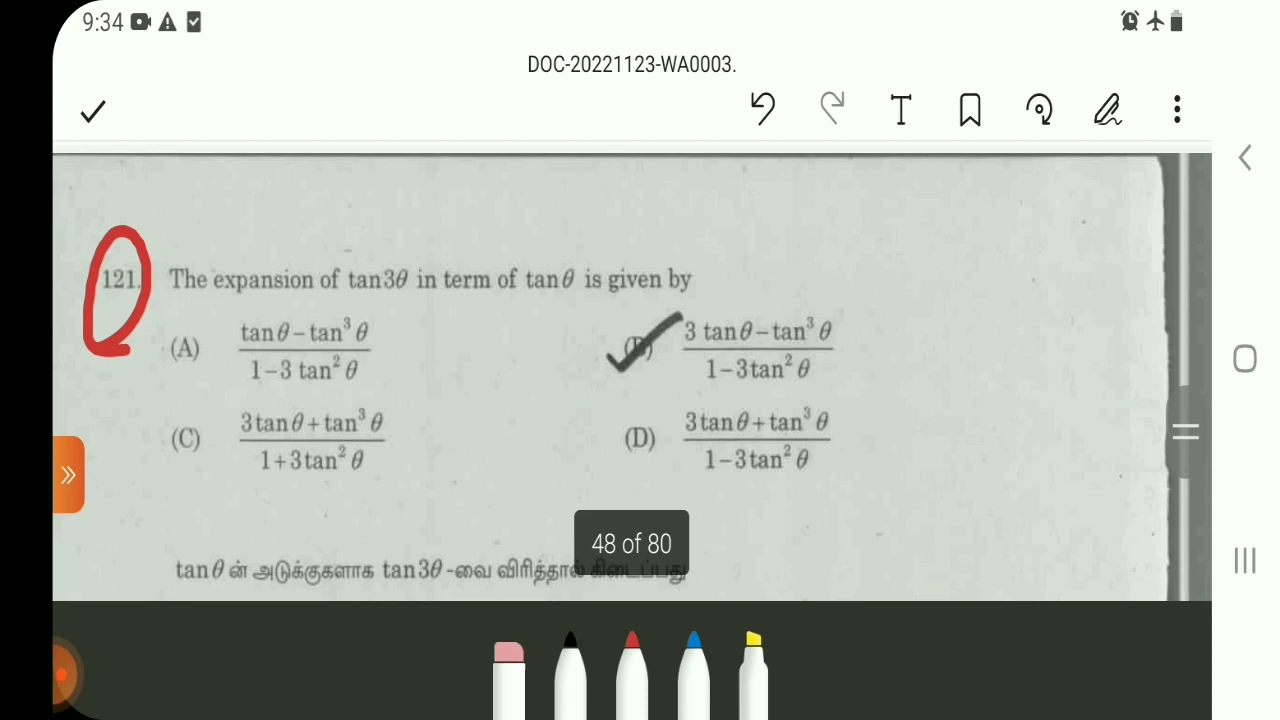 9:34
DOC-20221123-WA0003.
T
121. The expansion of tan3θ in term of tanθ is given by
(A) tanθ−tan³θ / 1−3 tan²θ
(B) 3 tanθ−tan³θ / 1−3tan²θ
(C) 3tanθ+tan³θ / 1+3tan²θ
(D) 3tanθ+tan³θ / 1−3tan²θ
48 of 80
tanθ ன் அடுக்குகளாக tan3θ -வை விரித்தால் கிடைப்பது